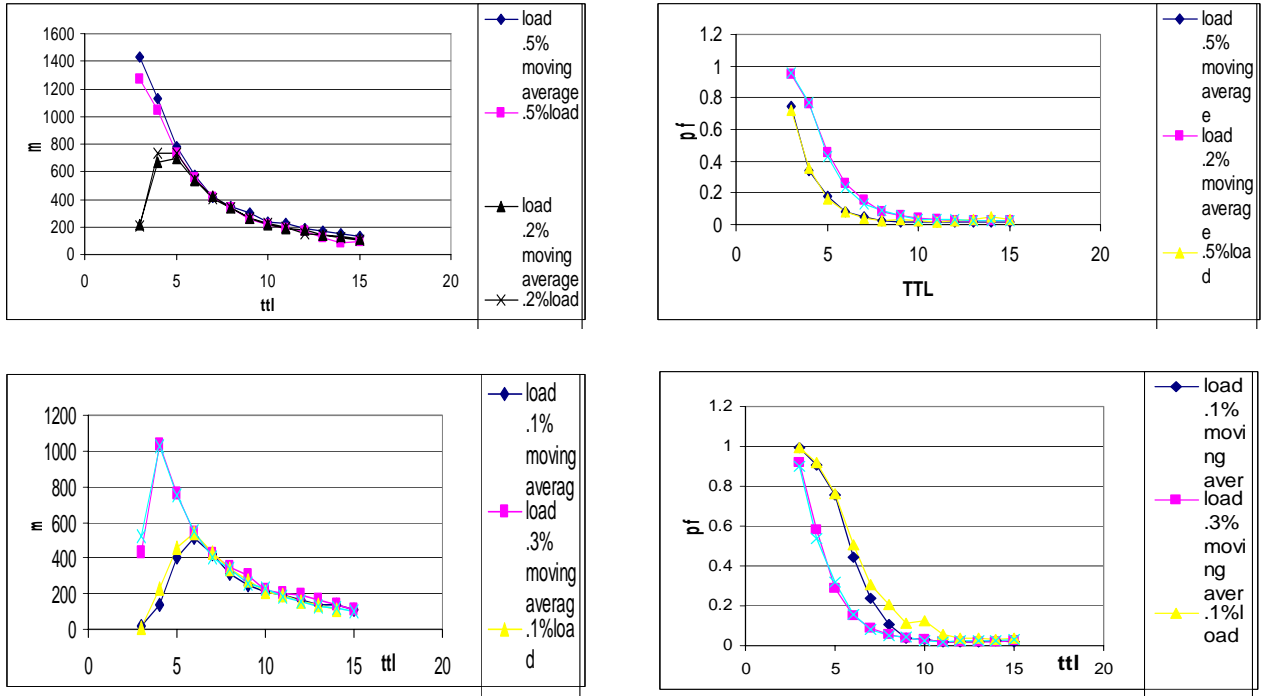 m
1600
1400
1200
1000
800
600
400
200
0
0 5 10 15 20
ttl
load
.5%
moving
average
.5%load
load
.2%
moving
average
.2%load
p f
1.2
1
0.8
0.6
0.4
0.2
0
0 5 10 15 20
TTL
load
.5%
moving
averag
e
load
.2%
moving
averag
e
.5%loa
d
m
1200
1000
800
600
400
200
0
0 5 10 15 ttl 20
load
.1%
moving
averag
load
.3%
moving
averag
.1%loa
d
pf
1.2
1
0.8
0.6
0.4
0.2
0
0 5 10 15 ttl 20
load
.1%
movi
ng
aver
load
.3%
movi
ng
aver
.1%l
oad